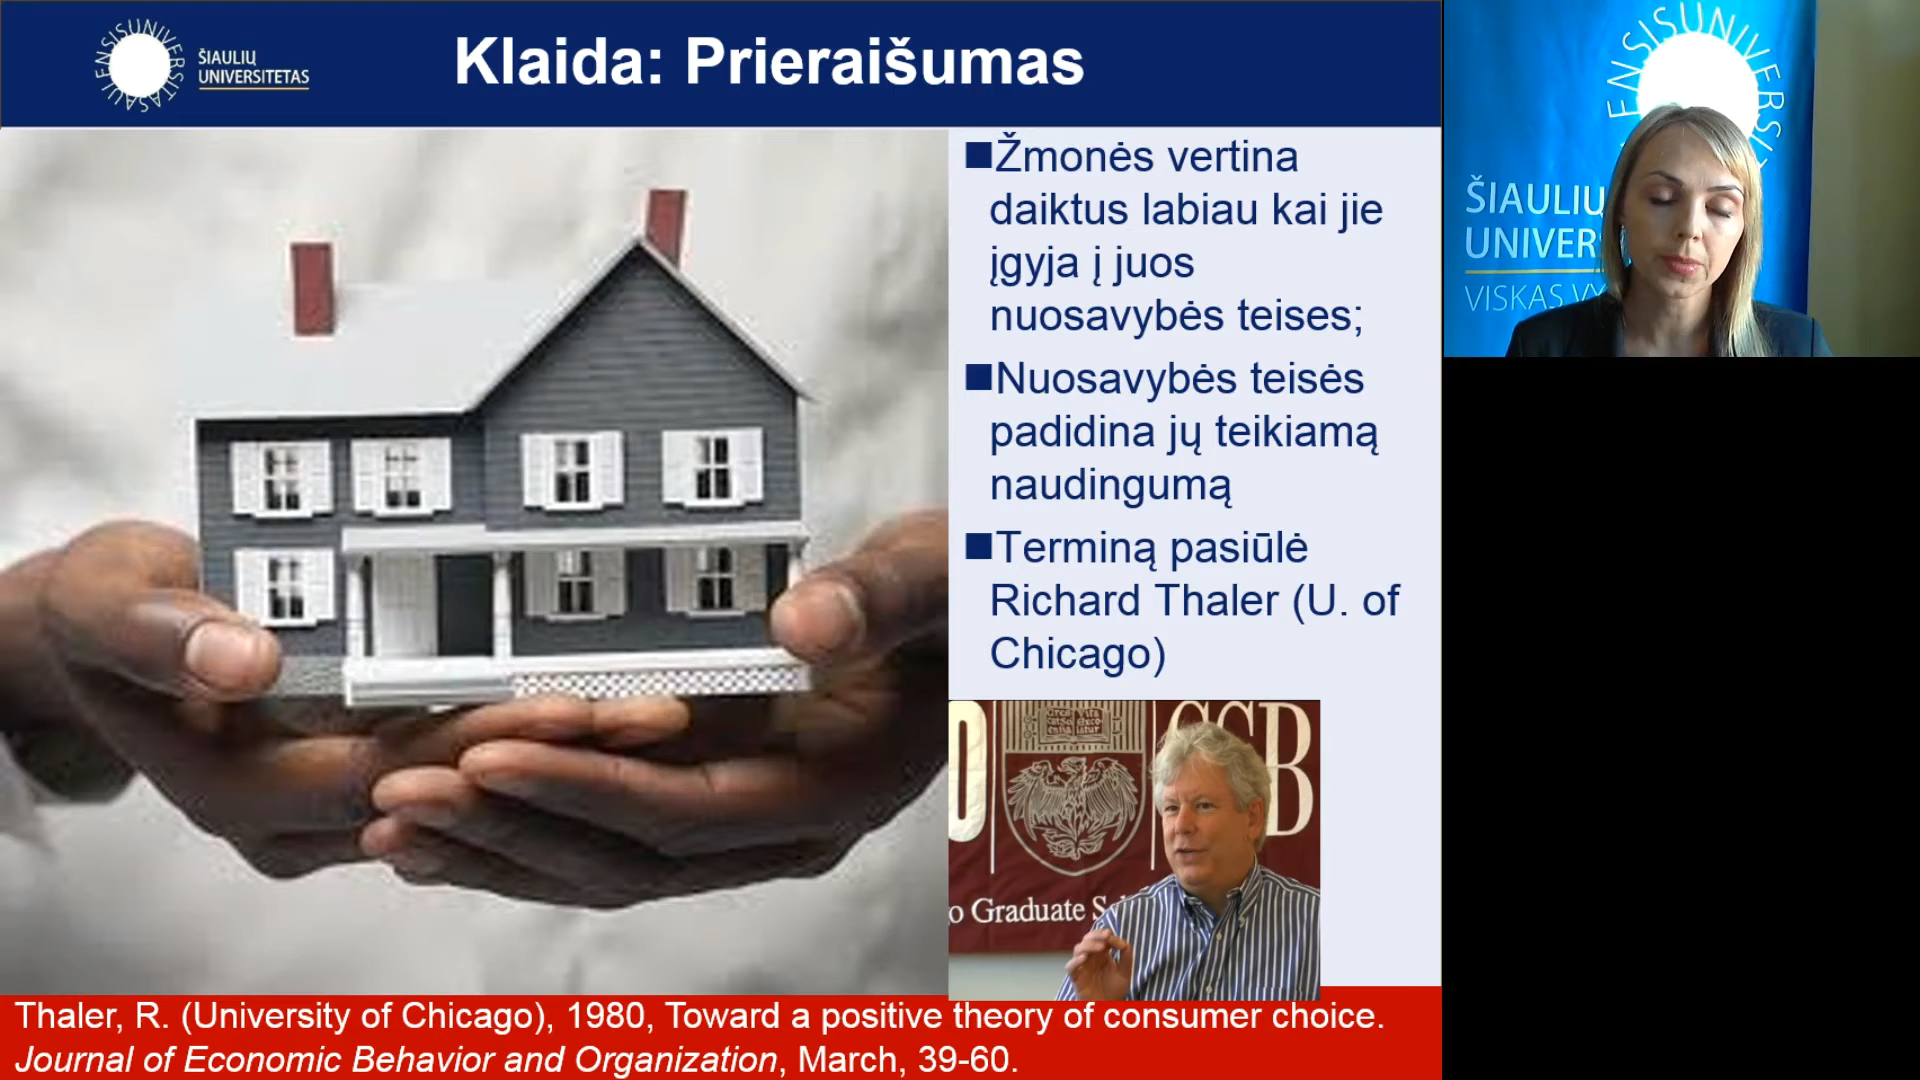 ŠIAULIŲ
UNIVERSITETAS
Klaida: Prieraišumas
Žmonės vertina
daiktus labiau kai jie
įgyja į juos
nuosavybės teises;
Nuosavybės teisės
padidina jų teikiamą
naudingumą
Terminą pasiūlė
Richard Thaler (U. of
Chicago)
Graduate
Thaler, R. (University of Chicago), 1980, Toward a positive theory of consumer choice.
Journal of Economic Behavior and Organization, March, 39-60.
ŠIAULIŲ
UNIVER
VISKAS